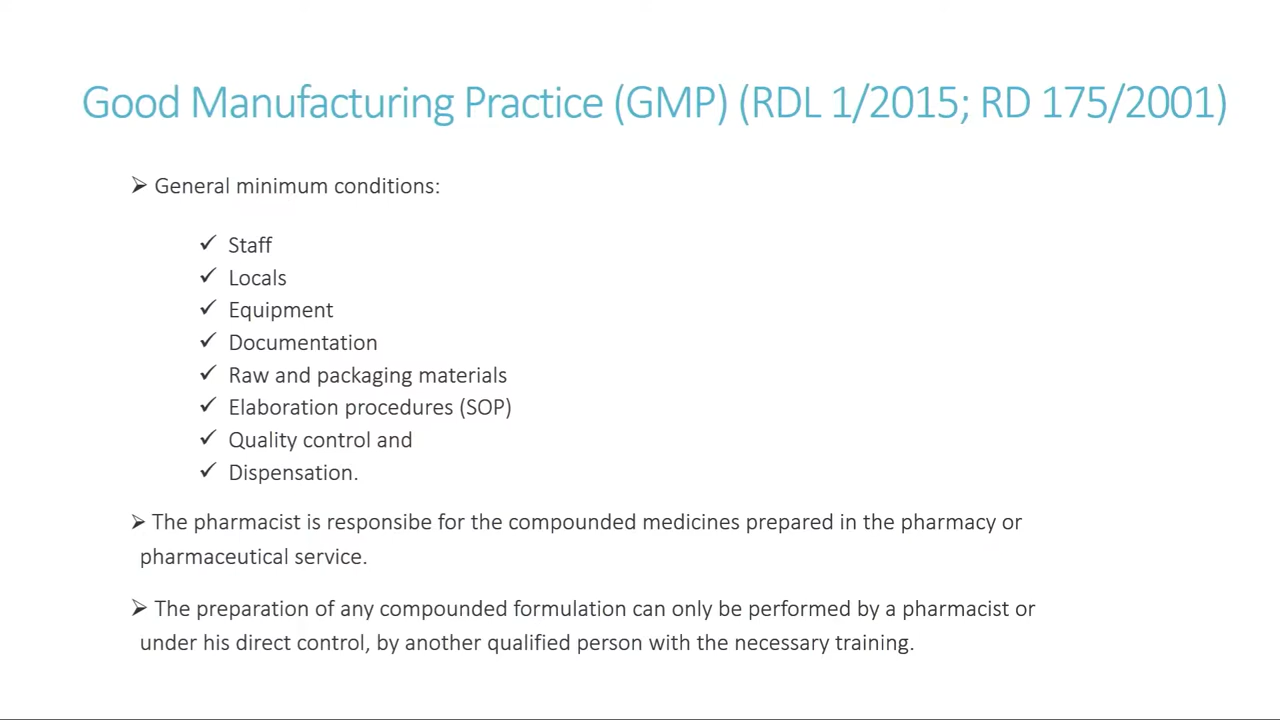 Good Manufacturing Practice (GMP) (RDL 1/2015; RD 175/2001)
➢ General minimum conditions:
✓ Staff
✓ Locals
✓ Equipment
✓ Documentation
✓ Raw and packaging materials
✓ Elaboration procedures (SOP)
✓ Quality control and
✓ Dispensation.
➢ The pharmacist is responsibe for the compounded medicines prepared in the pharmacy or
pharmaceutical service.
➢ The preparation of any compounded formulation can only be performed by a pharmacist or
under his direct control, by another qualified person with the necessary training.